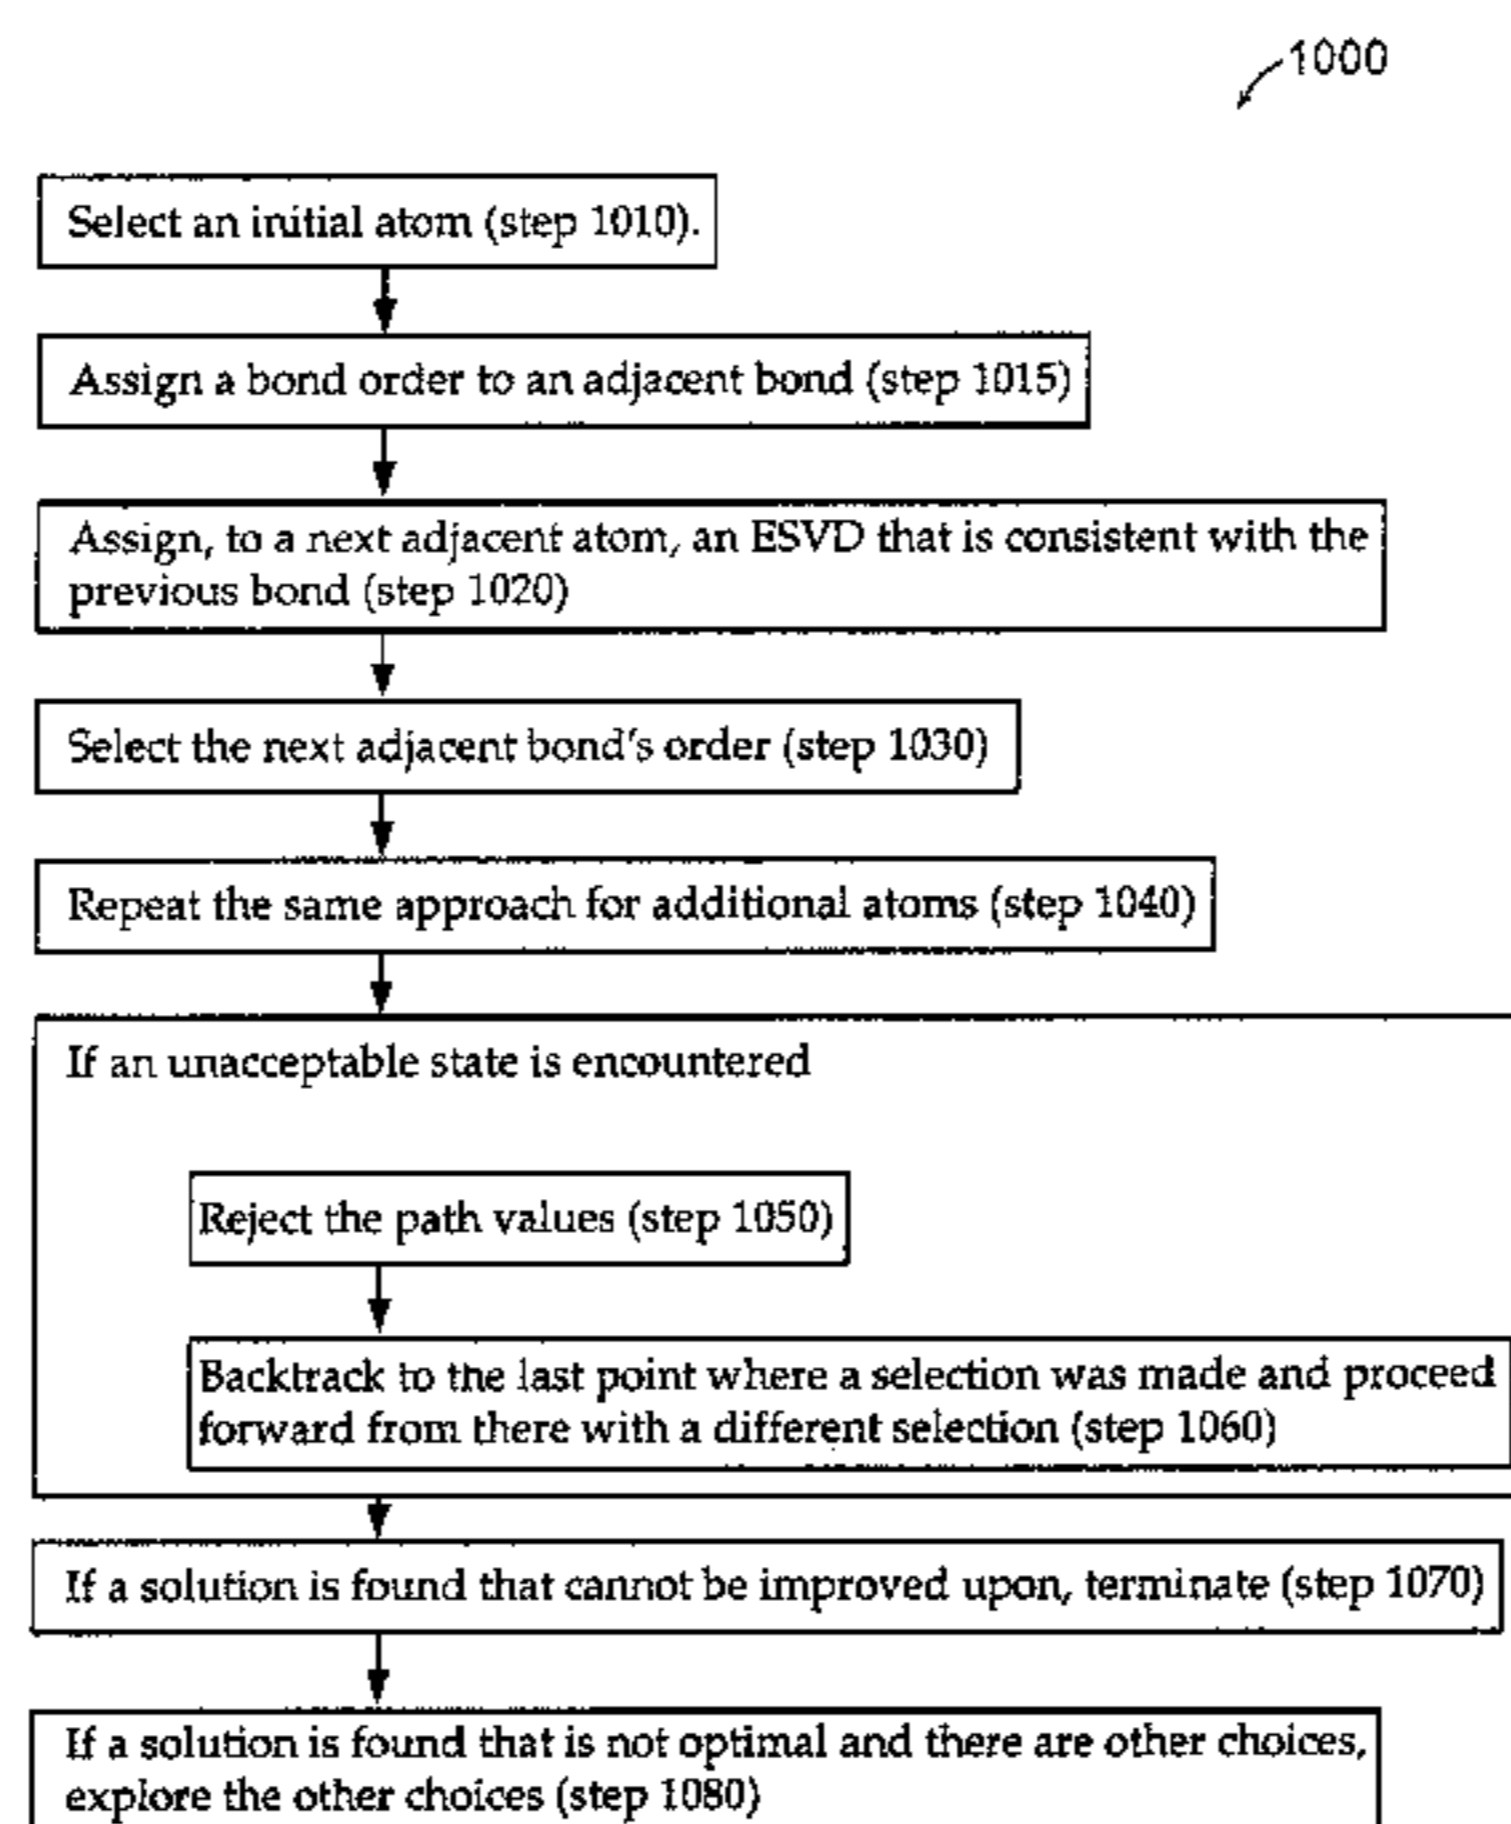 1000
Select an initial atom (step 1010).
Assign a bond order to an adjacent bond (step 1015)
Assign, to a next adjacent atom, an ESVD that is consistent with the
previous bond (step 1020)
Select the next adjacent bond's order (step 1030)
Repeat the same approach for additional atoms (step 1040)
If an unacceptable state is encountered
Reject the path values (step 1050)
Backtrack to the last point where a selection was made and proceed
forward from there with a different selection (step 1060)
If a solution is found that cannot be improved upon, terminate (step 1070)
If a solution is found that is not optimal and there are other choices,
explore the other choices (step 1080)